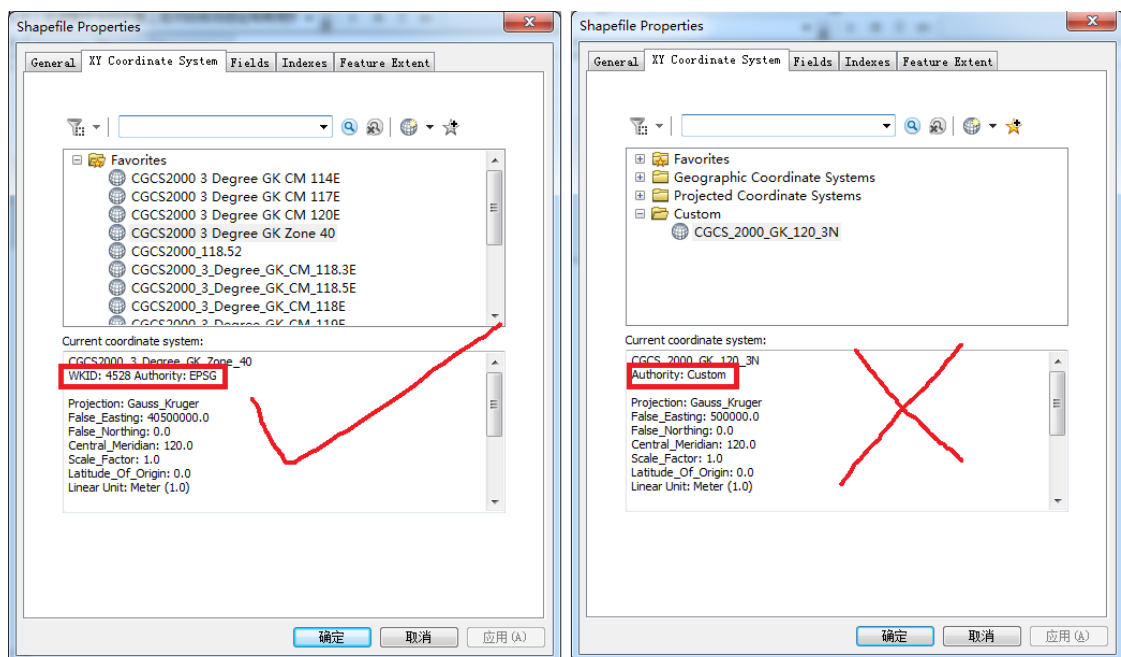 Shapefile Properties
General XY Coordinate System Fields Indexes Feature Extent
Favorites
CGCS2000 3 Degree GK CM 114E
CGCS2000 3 Degree GK CM 117E
CGCS2000 3 Degree GK CM 120E
CGCS2000 3 Degree GK Zone 40
CGCS2000_118.52
CGCS2000_3_Degree_GK_CM_118.3E
CGCS2000_3_Degree_GK_CM_118.5E
CGCS2000_3_Degree_GK_CM_118E
CGCS2000_3_Degree_GK_CM_119E
Current coordinate system:
CGCS2000_3_Degree_GK_Zone_40
WKID: 4528 Authority: EPSG
Projection: Gauss_Kruger
False_Easting: 40500000.0
False_Northing: 0.0
Central_Meridian: 120.0
Scale_Factor: 1.0
Latitude_Of_Origin: 0.0
Linear Unit: Meter (1.0)
确定 取消 应用(A)
Shapefile Properties
General XY Coordinate System Fields Indexes Feature Extent
Favorites
Geographic Coordinate Systems
Projected Coordinate Systems
Custom
CGCS_2000_GK_120_3N
Current coordinate system:
CGCS_2000_GK_120_3N
Authority: Custom
Projection: Gauss_Kruger
False_Easting: 500000.0
False_Northing: 0.0
Central_Meridian: 120.0
Scale_Factor: 1.0
Latitude_Of_Origin: 0.0
Linear Unit: Meter (1.0)
确定 取消 应用(A)